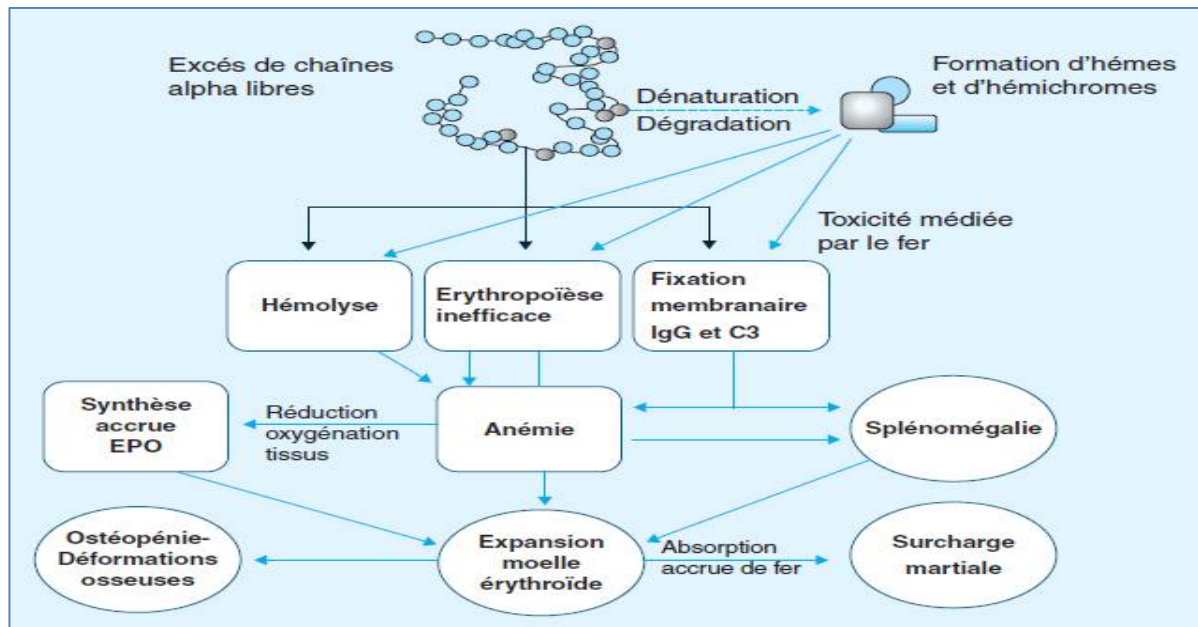 Excés de chaînes
alpha libres
Dénaturation
Dégradation
Formation d'hémes
et d'hémichromes
Toxicité médiée
par le fer
Hémolyse
Erythropoïèse
inefficace
Fixation
membranaire
IgG et C3
Synthèse
accrue
EPO
Réduction
oxygénation
tissus
Anémie
Splénomégalie
Ostéopénie-
Déformations
osseuses
Expansion
moelle
érythroïde
Absorption
accrue de fer
Surcharge
martiale